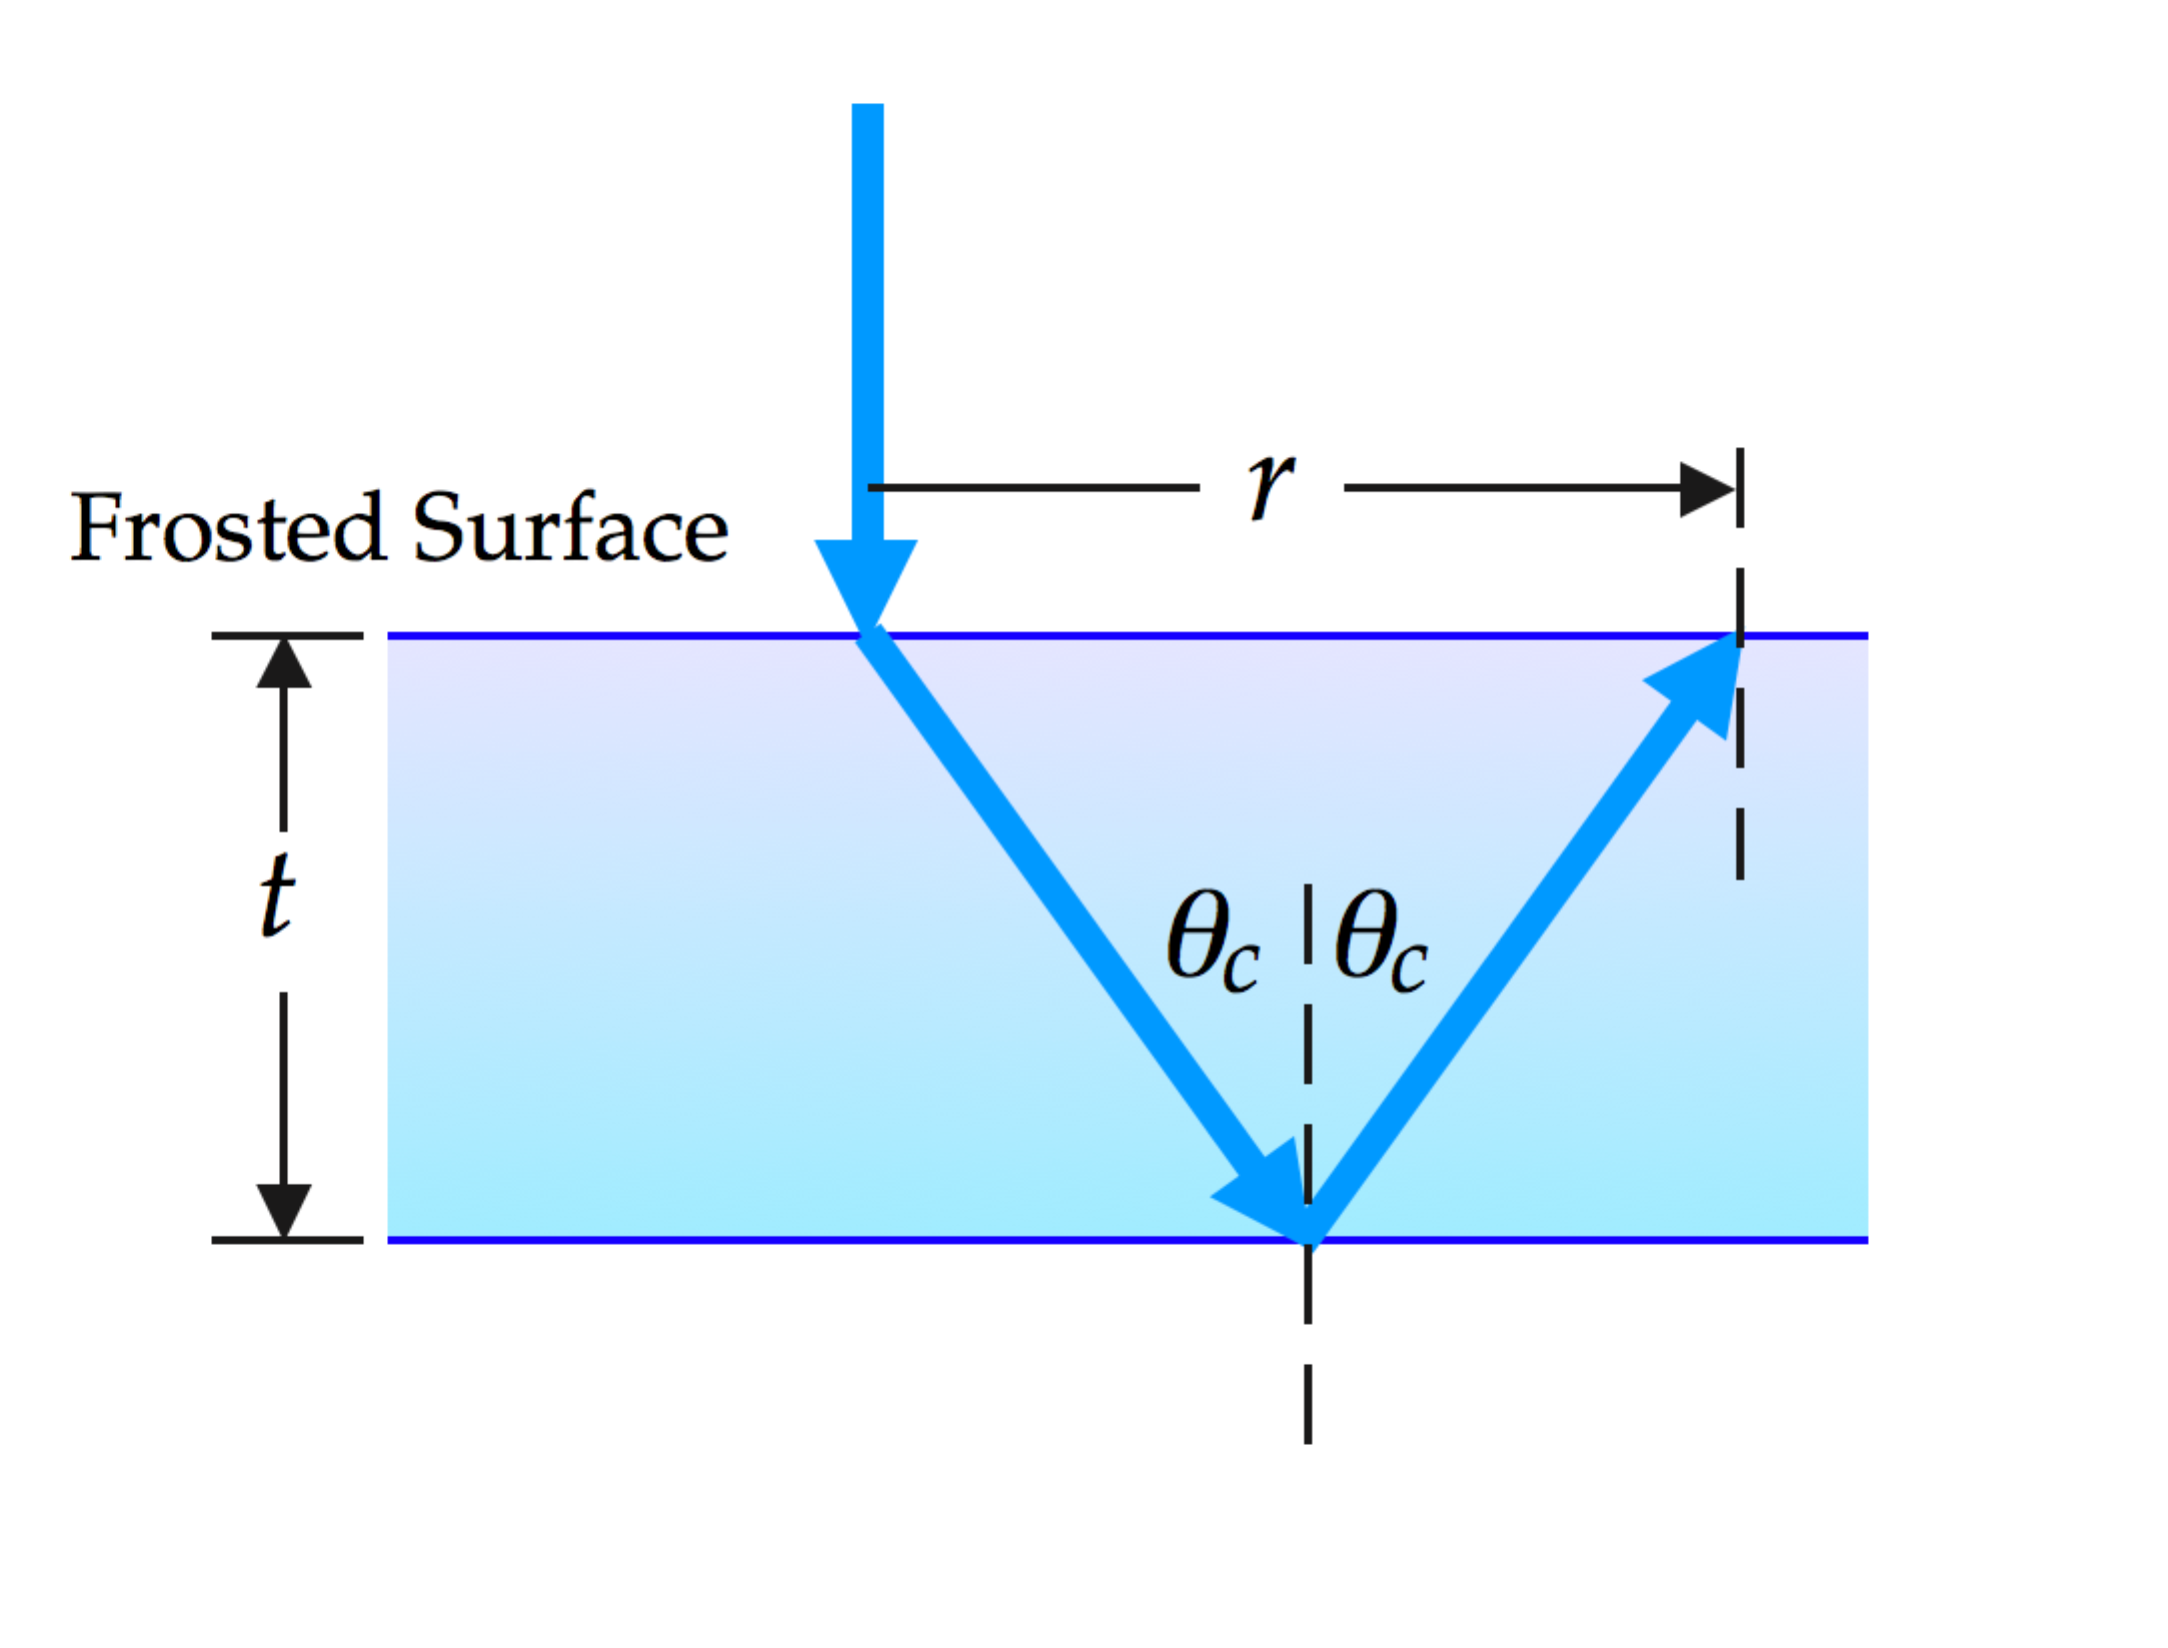 r
Frosted Surface
t
θc θc